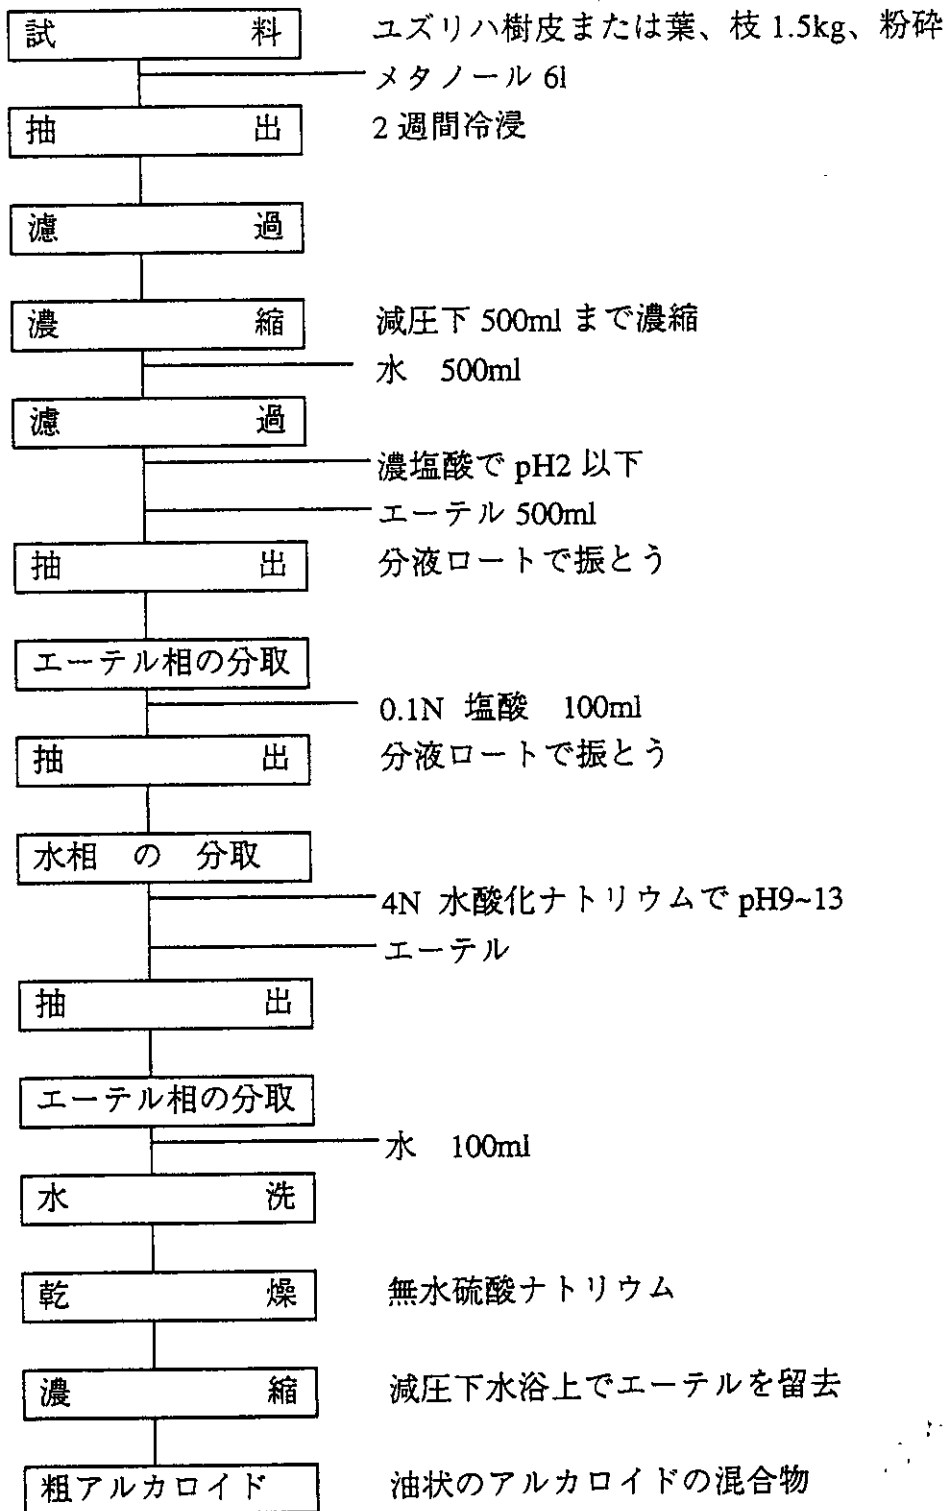 試　　料　ユズリハ樹皮または葉、枝 1.5kg、粉砕
メタノール 6l
抽　　出　2 週間冷浸
濾　　過
濃　　縮　減圧下 500ml まで濃縮
水　500ml
濾　　過
濃塩酸で pH2 以下
エーテル 500ml
抽　　出　分液ロートで振とう
エーテル相の分取
0.1N 塩酸　100ml
抽　　出　分液ロートで振とう
水相　の　分取
4N 水酸化ナトリウムで pH9~13
エーテル
抽　　出
エーテル相の分取
水　100ml
水　　洗
乾　　燥　無水硫酸ナトリウム
濃　　縮　減圧下水浴上でエーテルを留去
粗アルカロイド　油状のアルカロイドの混合物